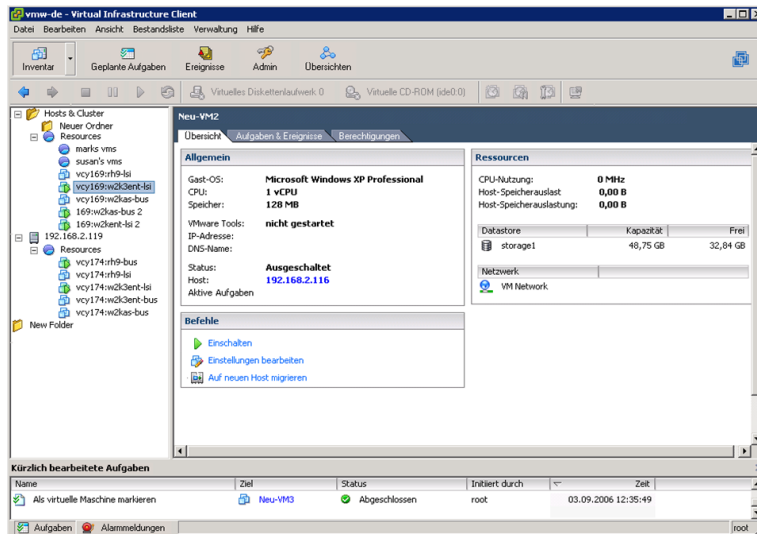 vmw-de - Virtual Infrastructure Client
Datei Bearbeiten Ansicht Bestandsliste Verwaltung Hilfe
Inventar Geplante Aufgaben Ereignisse Admin Übersichten
Virtuelles Diskettenlaufwerk 0 Virtuelle CD-ROM (ide0:0)
Hosts & Cluster
Neuer Ordner
Resources
marks vms
susan's vms
vcy169:rh9-lsi
vcy169:w2k3ent-lsi
vcy169:w2kas-bus
169:w2kas-bus 2
169:w2kent-lsi 2
192.168.2.119
Resources
vcy174:rh9-bus
vcy174:rh9-lsi
vcy174:w2k3ent-lsi
vcy174:w2k3ent-bus
vcy174:w2kas-bus
New Folder
Neu-VM2
Übersicht Aufgaben & Ereignisse Berechtigungen
Allgemein
Gast-OS: Microsoft Windows XP Professional
CPU: 1 vCPU
Speicher: 128 MB
VMware Tools: nicht gestartet
IP-Adresse:
DNS-Name:
Status: Ausgeschaltet
Host: 192.168.2.116
Aktive Aufgaben
Befehle
Einschalten
Einstellungen bearbeiten
Auf neuen Host migrieren
Ressourcen
CPU-Nutzung: 0 MHz
Host-Speicherauslast 0,00 B
Host-Speicherauslastung: 0,00 B
Datastore Kapazität Frei
storage1 48,75 GB 32,84 GB
Netzwerk
VM Network
Kürzlich bearbeitete Aufgaben
Name Ziel Status Initiiert durch Zeit
Als virtuelle Maschine markieren Neu-VM3 Abgeschlossen root 03.09.2006 12:35:49
Aufgaben Alarmmeldungen root